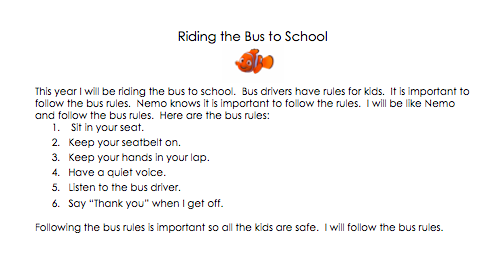 Riding the Bus to School
This year I will be riding the bus to school. Bus drivers have rules for kids. It is important to
follow the bus rules. Nemo knows it is important to follow the rules. I will be like Nemo
and follow the bus rules. Here are the bus rules:
1. Sit in your seat.
2. Keep your seatbelt on.
3. Keep your hands in your lap.
4. Have a quiet voice.
5. Listen to the bus driver.
6. Say “Thank you” when I get off.
Following the bus rules is important so all the kids are safe. I will follow the bus rules.